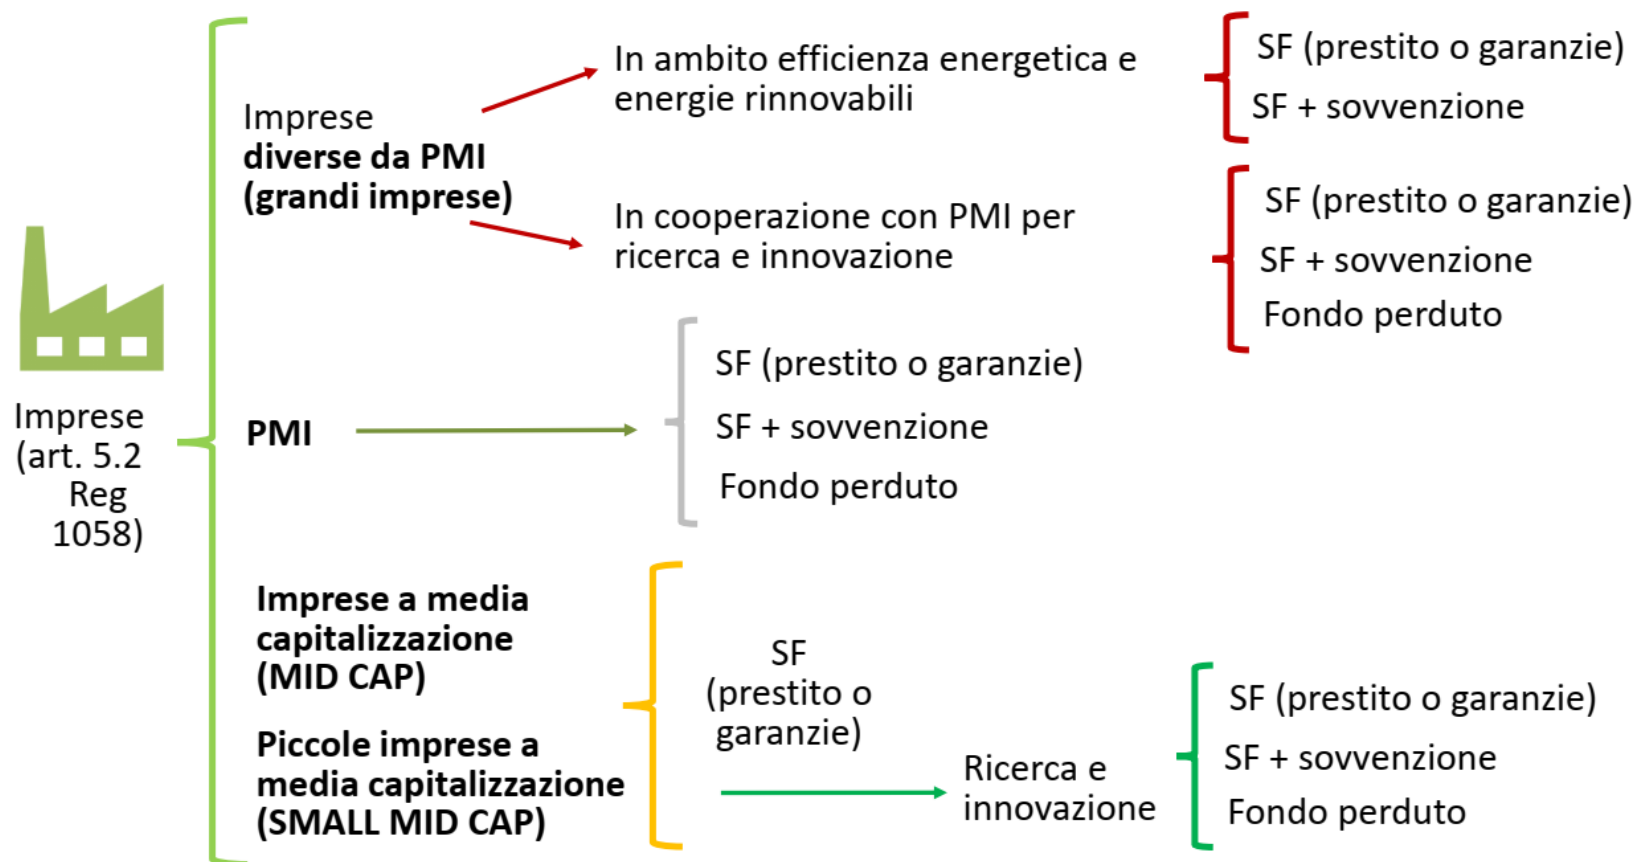 Imprese
(art. 5.2
Reg
1058)
Imprese
diverse da PMI
(grandi imprese)
In ambito efficienza energetica e
energie rinnovabili
SF (prestito o garanzie)
SF + sovvenzione
In cooperazione con PMI per
ricerca e innovazione
SF (prestito o garanzie)
SF + sovvenzione
Fondo perduto
PMI
SF (prestito o garanzie)
SF + sovvenzione
Fondo perduto
Imprese a media
capitalizzazione
(MID CAP)
Piccole imprese a
media capitalizzazione
(SMALL MID CAP)
SF
(prestito o
garanzie)
Ricerca e
innovazione
SF (prestito o garanzie)
SF + sovvenzione
Fondo perduto